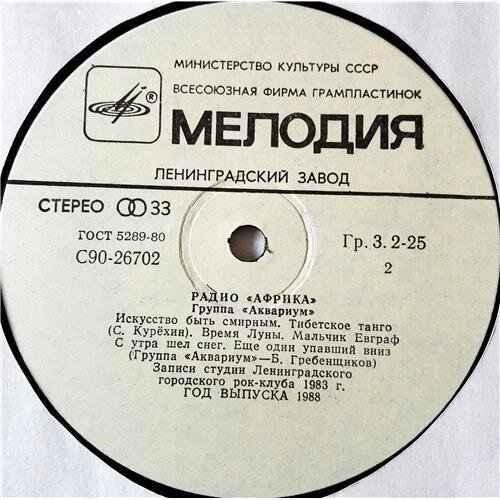 МИНИСТЕРСТВО КУЛЬТУРЫ СССР
ВСЕСОЮЗНАЯ ФИРМА ГРАМПЛАСТИНОК
®
МЕЛОДИЯ
ЛЕНИНГРАДСКИЙ ЗАВОД
СТЕРЕО 33
ГОСТ 5289-80
С90-26702
Гр. 3. 2-25
2
РАДИО «АФРИКА»
Группа «Аквариум»
Искусство быть смирным. Тибетское танго
(С. Курёхин). Время Луны. Мальчик Евграф
С утра шел снег. Еще один упавший вниз
(Группа «Аквариум»—Б. Гребенщиков)
Записи студии Ленинградского
городского рок-клуба 1983 г.
ГОД ВЫПУСКА 1988